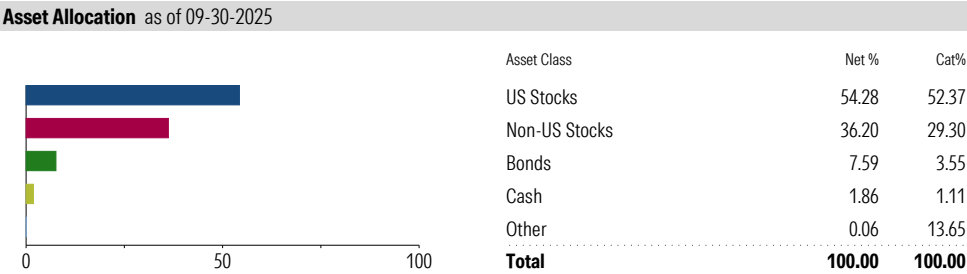 Asset Allocation as of 09-30-2025
Asset Class Net % Cat%
US Stocks 54.28 52.37
Non-US Stocks 36.20 29.30
Bonds 7.59 3.55
Cash 1.86 1.11
Other 0.06 13.65
0 50 100
Total 100.00 100.00